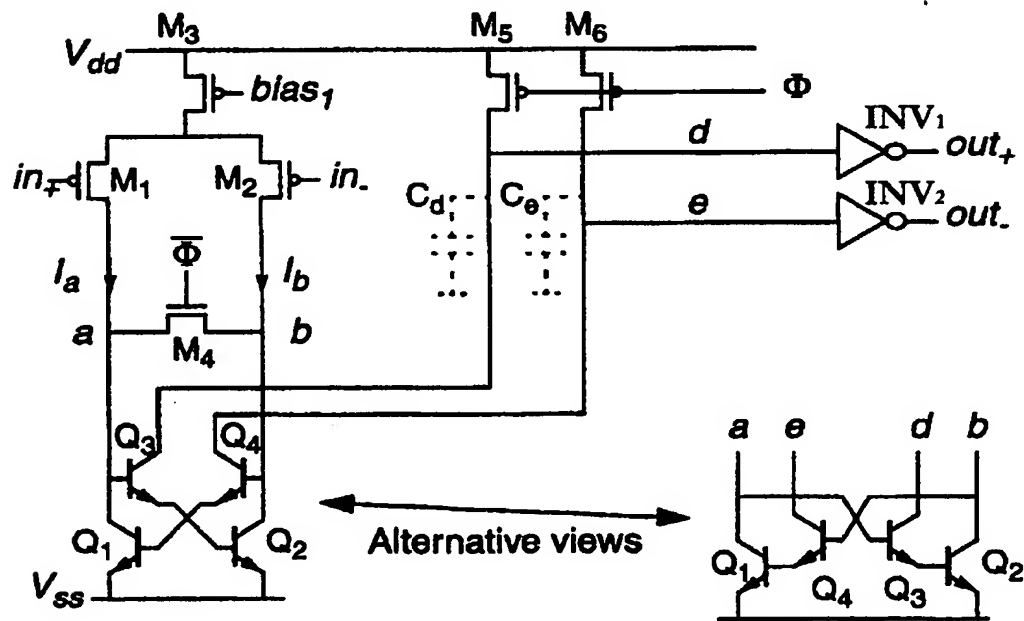 M3 M5 M6
Vdd
bias1 Φ
d INV1 out+
in+ M1 M2 in-
Cd Ce e INV2 out-
Φ̅
Ia Ib
a M4 b
Q3 Q4
a e d b
Q1 Q2
Alternative views
Q1 Q4 Q3 Q2
Vss